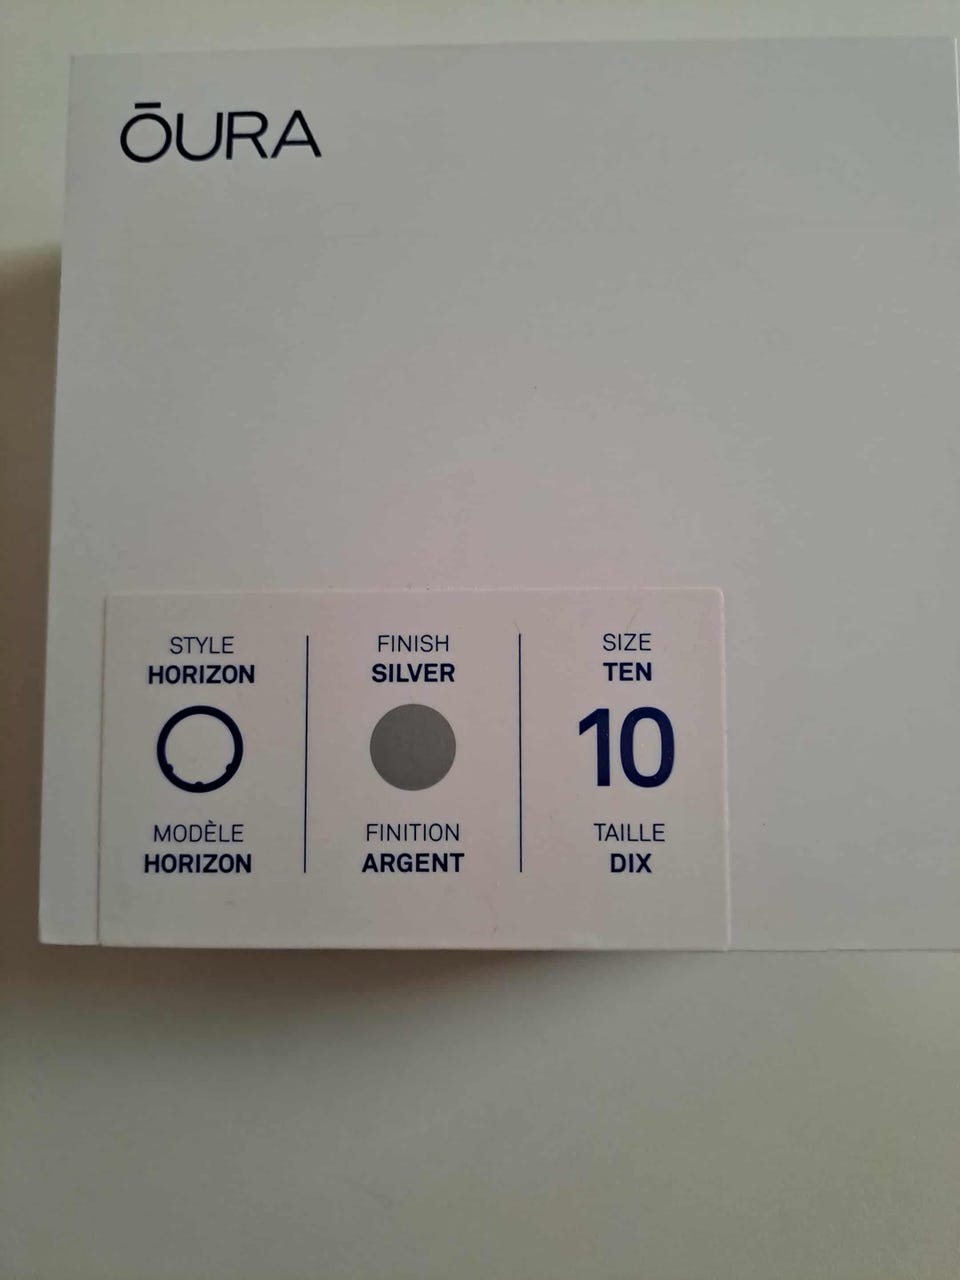 ŌURA
STYLE
HORIZON
MODÈLE
HORIZON
FINISH
SILVER
FINITION
ARGENT
SIZE
TEN
10
TAILLE
DIX